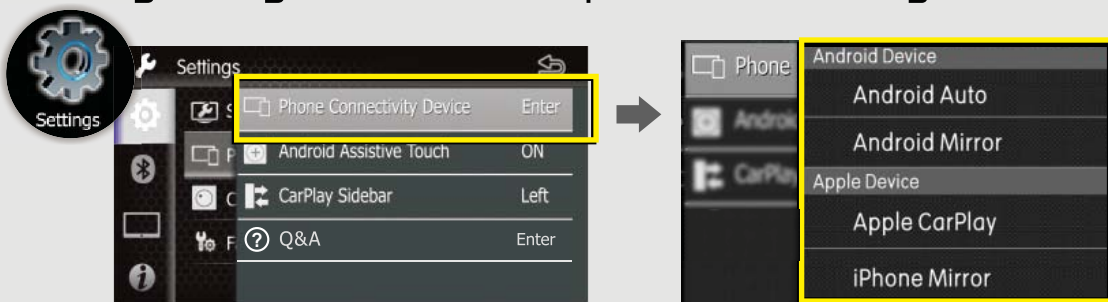 Settings
Settings
Phone Connectivity Device Enter
Android Assistive Touch ON
CarPlay Sidebar Left
Q&A Enter
Phone
CarPlay
Android Device
Android Auto
Android Mirror
Apple Device
Apple CarPlay
iPhone Mirror